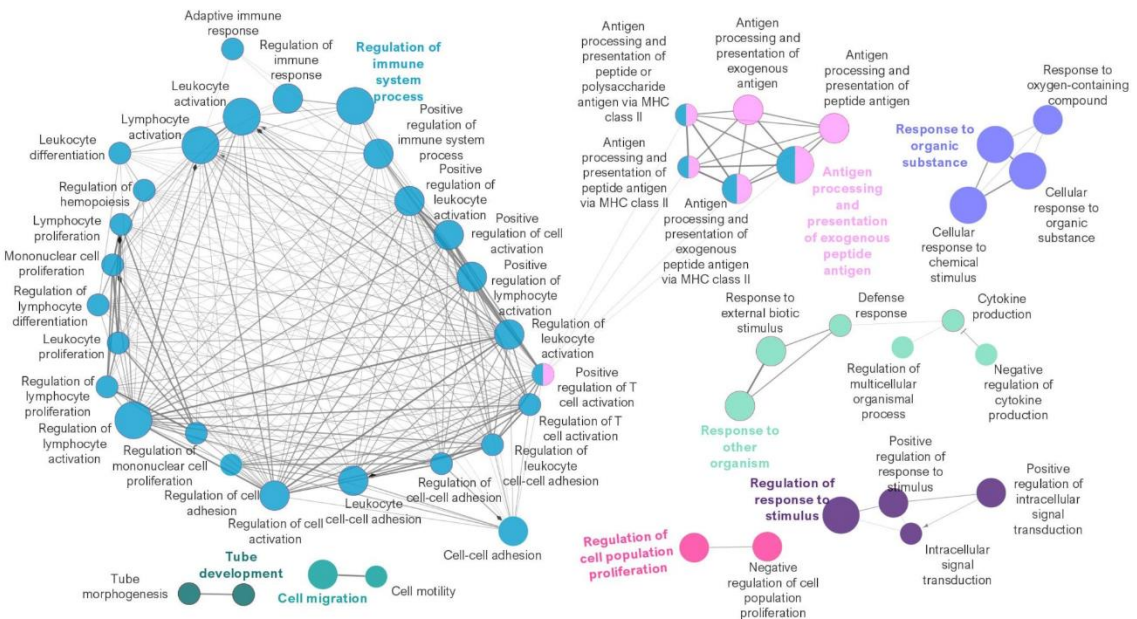 Adaptive immune
response
Regulation of
immune
response
Regulation of
immune
system
process
Leukocyte
activation
Lymphocyte
activation
Positive
regulation of
immune system
process
Leukocyte
differentiation
Regulation of
hemopoiesis
Positive
regulation of
leukocyte
activation
Lymphocyte
proliferation
Positive
regulation of cell
activation
Mononuclear cell
proliferation
Positive
regulation of
lymphocyte
activation
Regulation of
lymphocyte
differentiation
Regulation of
leukocyte
activation
Leukocyte
proliferation
Positive
regulation of T
cell activation
Regulation of
lymphocyte
proliferation
Regulation of T
cell activation
Regulation of
lymphocyte
activation
Regulation of
mononuclear cell
proliferation
Regulation of
leukocyte
cell-cell adhesion
Regulation of
cell-cell adhesion
Regulation of cell
adhesion
Leukocyte
cell-cell adhesion
Regulation of cell
activation
Cell-cell adhesion
Tube
development
Tube
morphogenesis
Cell migration
Cell motility
Antigen
processing and
presentation of
peptide or
polysaccharide
antigen via MHC
class II
Antigen
processing and
presentation of
exogenous
antigen
Antigen
processing and
presentation of
peptide antigen
Antigen
processing and
presentation of
peptide antigen
via MHC class II
Antigen
processing and
presentation of
exogenous
peptide antigen
via MHC class II
Antigen
processing and
presentation
of exogenous
peptide
antigen
Response to
oxygen-containing
compound
Response to
organic
substance
Cellular
response to
organic
substance
Cellular
response to
chemical
stimulus
Response to
external biotic
stimulus
Defense
response
Cytokine
production
Regulation of
multicellular
organismal
process
Negative
regulation of
cytokine
production
Response to
other
organism
Regulation of
response to
stimulus
Positive
regulation of
response to
stimulus
Positive
regulation of
intracellular
signal
transduction
Intracellular
signal
transduction
Regulation of
cell population
proliferation
Negative
regulation of cell
population
proliferation